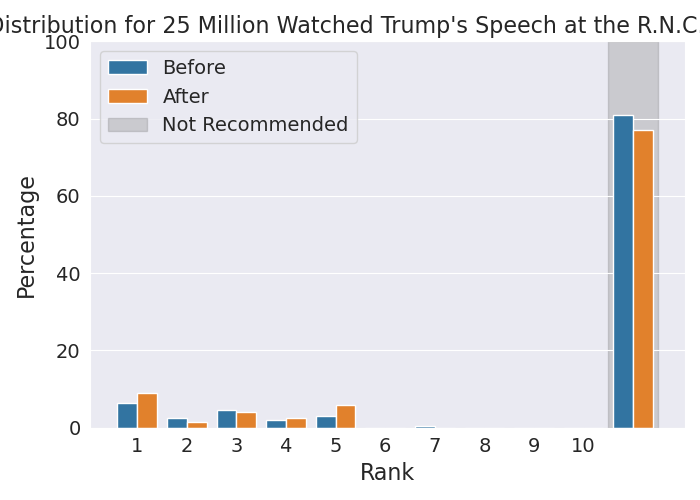 istribution for 25 Million Watched Trump's Speech at the R.N.C.
100
80
60
40
20
0
Percentage
Before
After
Not Recommended
1 2 3 4 5 6 7 8 9 10
Rank